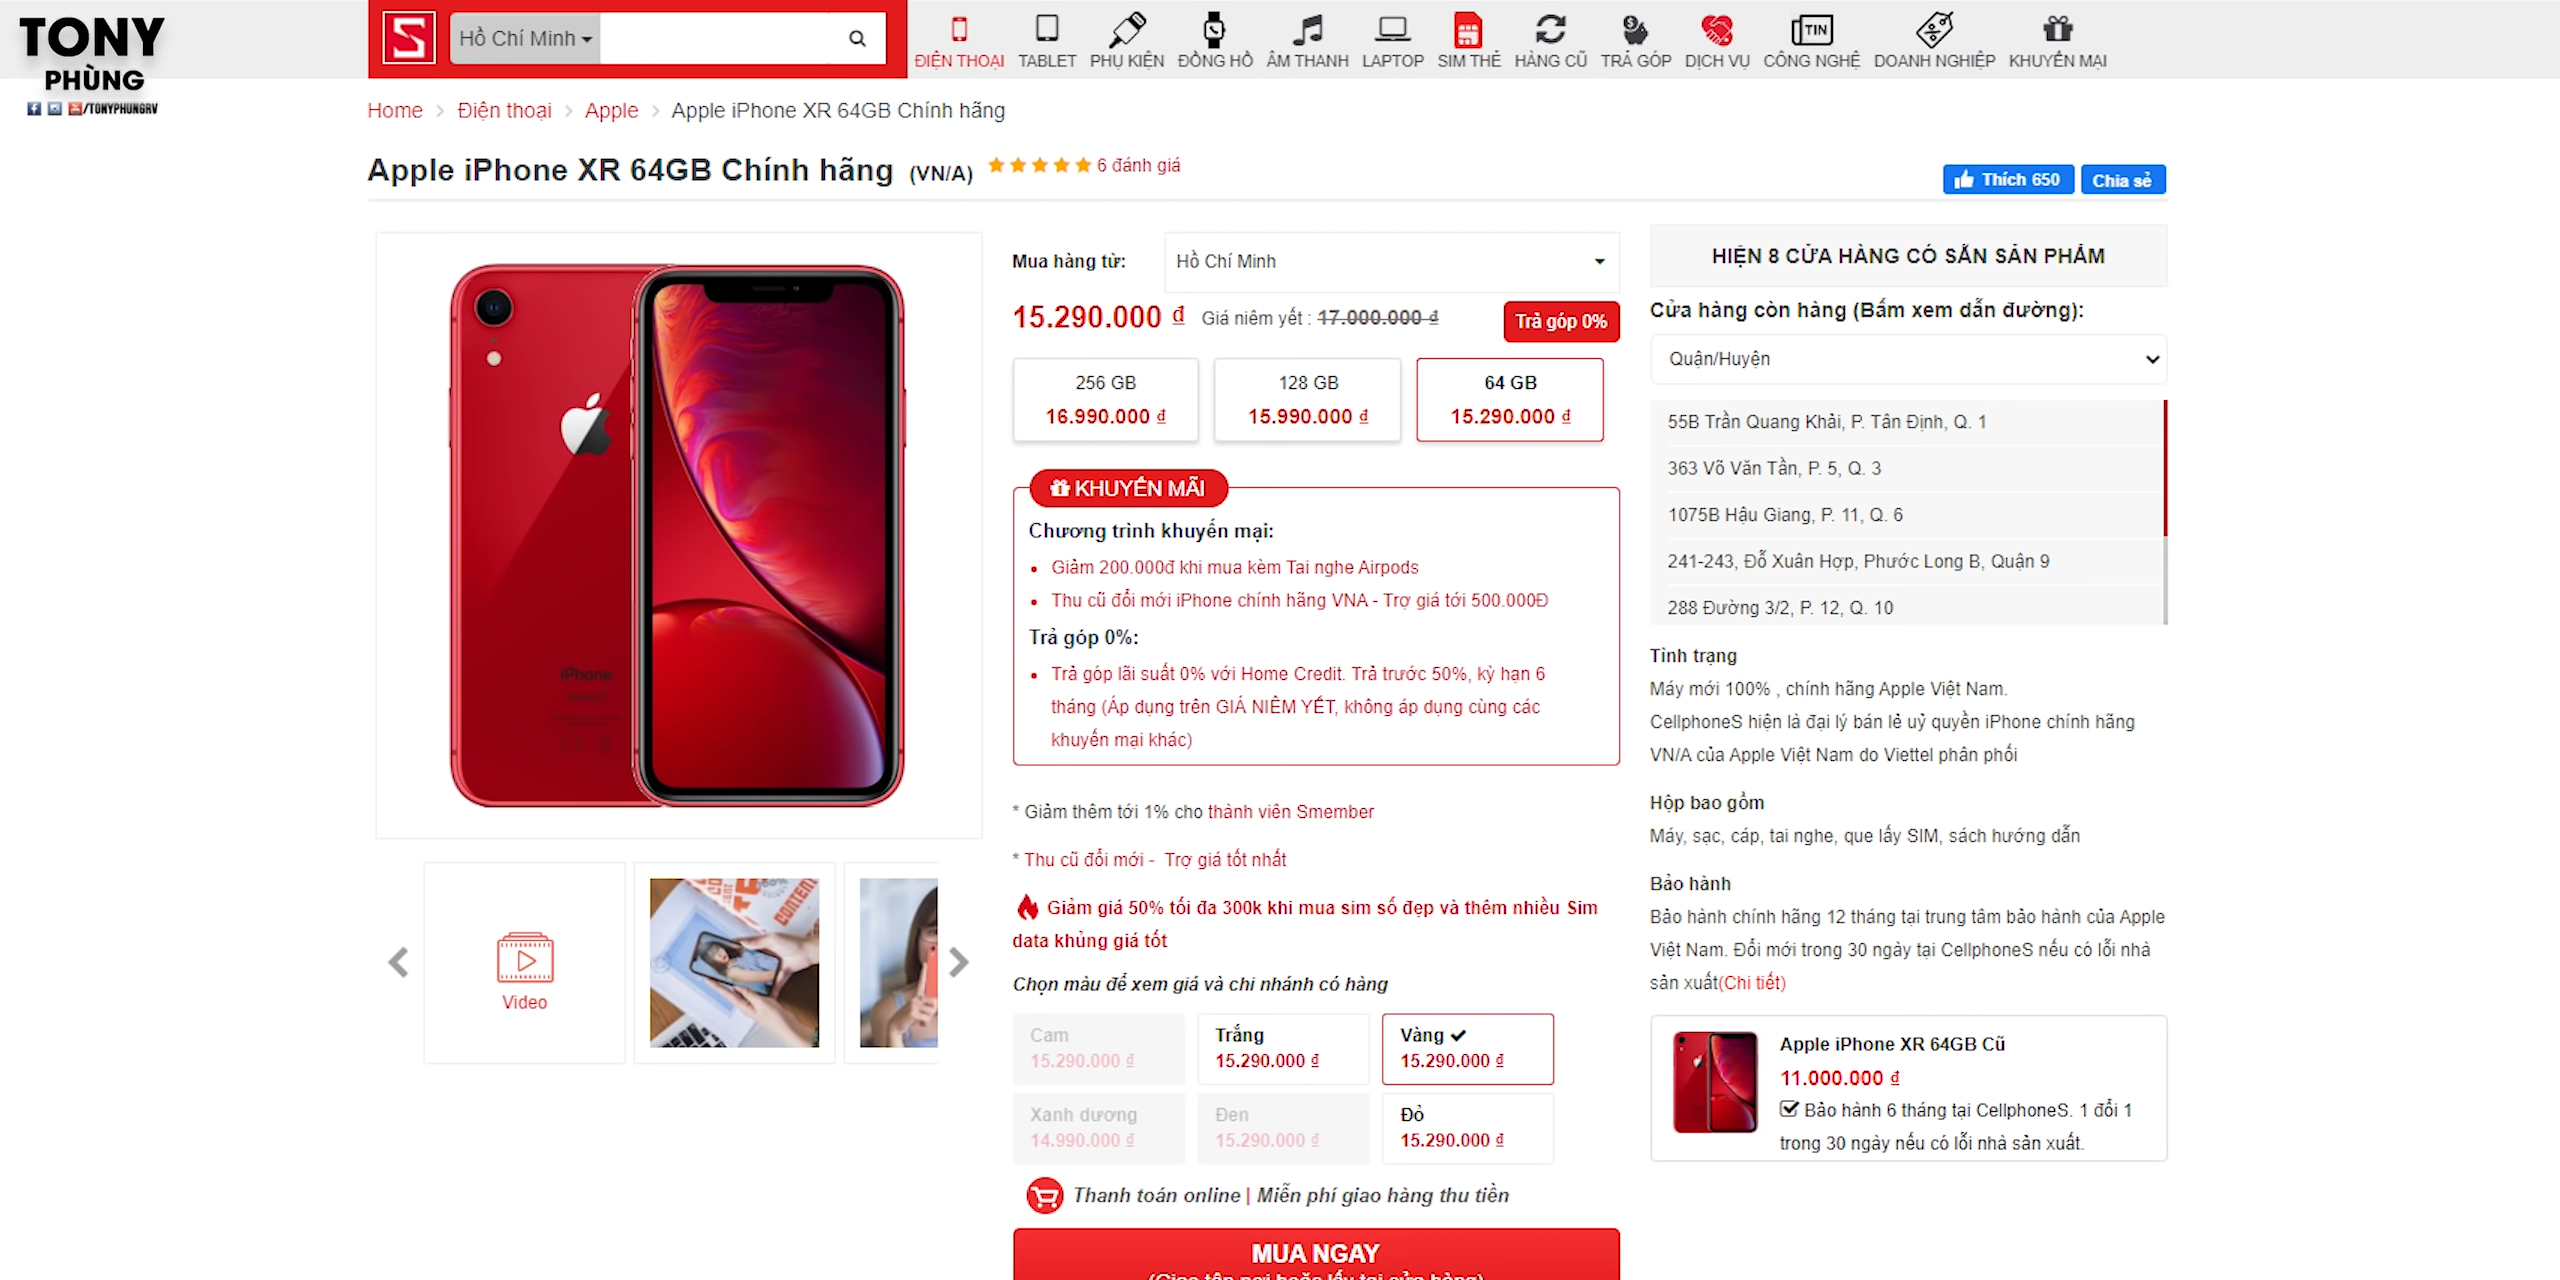 TONY
PHÙNG
/TONYPHUNGRV
S
Hồ Chí Minh
ĐIỆN THOẠI
TABLET
PHỤ KIỆN
ĐỒNG HỒ
ÂM THANH
LAPTOP
SIM THẺ
HÀNG CŨ
TRẢ GÓP
DỊCH VỤ
TIN
CÔNG NGHỆ
DOANH NGHIỆP
KHUYẾN MẠI
Home > Điện thoại > Apple > Apple iPhone XR 64GB Chính hãng
Apple iPhone XR 64GB Chính hãng (VN/A) 6 đánh giá
Thích 650
Chia sẻ
iPhone
Video
Mua hàng từ: Hồ Chí Minh
15.290.000 ₫ Giá niêm yết : 17.000.000 ₫ Trả góp 0%
256 GB
16.990.000 ₫
128 GB
15.990.000 ₫
64 GB
15.290.000 ₫
KHUYẾN MÃI
Chương trình khuyến mại:
Giảm 200.000đ khi mua kèm Tai nghe Airpods
Thu cũ đổi mới iPhone chính hãng VNA - Trợ giá tới 500.000Đ
Trả góp 0%:
Trả góp lãi suất 0% với Home Credit. Trả trước 50%, kỳ hạn 6
tháng (Áp dụng trên GIÁ NIÊM YẾT, không áp dụng cùng các
khuyến mại khác)
* Giảm thêm tới 1% cho thành viên Smember
* Thu cũ đổi mới - Trợ giá tốt nhất
Giảm giá 50% tối đa 300k khi mua sim số đẹp và thêm nhiều Sim
data khủng giá tốt
Chọn màu để xem giá và chi nhánh có hàng
Cam
15.290.000 ₫
Trắng
15.290.000 ₫
Vàng
15.290.000 ₫
Xanh dương
14.990.000 ₫
Đen
15.290.000 ₫
Đỏ
15.290.000 ₫
Thanh toán online | Miễn phí giao hàng thu tiền
MUA NGAY
(Giao tận nơi hoặc lấy tại cửa hàng)
HIỆN 8 CỬA HÀNG CÓ SẴN SẢN PHẨM
Cửa hàng còn hàng (Bấm xem dẫn đường):
Quận/Huyện
55B Trần Quang Khải, P. Tân Định, Q. 1
363 Võ Văn Tần, P. 5, Q. 3
1075B Hậu Giang, P. 11, Q. 6
241-243, Đỗ Xuân Hợp, Phước Long B, Quận 9
288 Đường 3/2, P. 12, Q. 10
Tình trạng
Máy mới 100% , chính hãng Apple Việt Nam.
CellphoneS hiện là đại lý bán lẻ uỷ quyền iPhone chính hãng
VN/A của Apple Việt Nam do Viettel phân phối
Hộp bao gồm
Máy, sạc, cáp, tai nghe, que lấy SIM, sách hướng dẫn
Bảo hành
Bảo hành chính hãng 12 tháng tại trung tâm bảo hành của Apple
Việt Nam. Đổi mới trong 30 ngày tại CellphoneS nếu có lỗi nhà
sản xuất(Chi tiết)
Apple iPhone XR 64GB Cũ
11.000.000 ₫
Bảo hành 6 tháng tại CellphoneS. 1 đổi 1
trong 30 ngày nếu có lỗi nhà sản xuất.